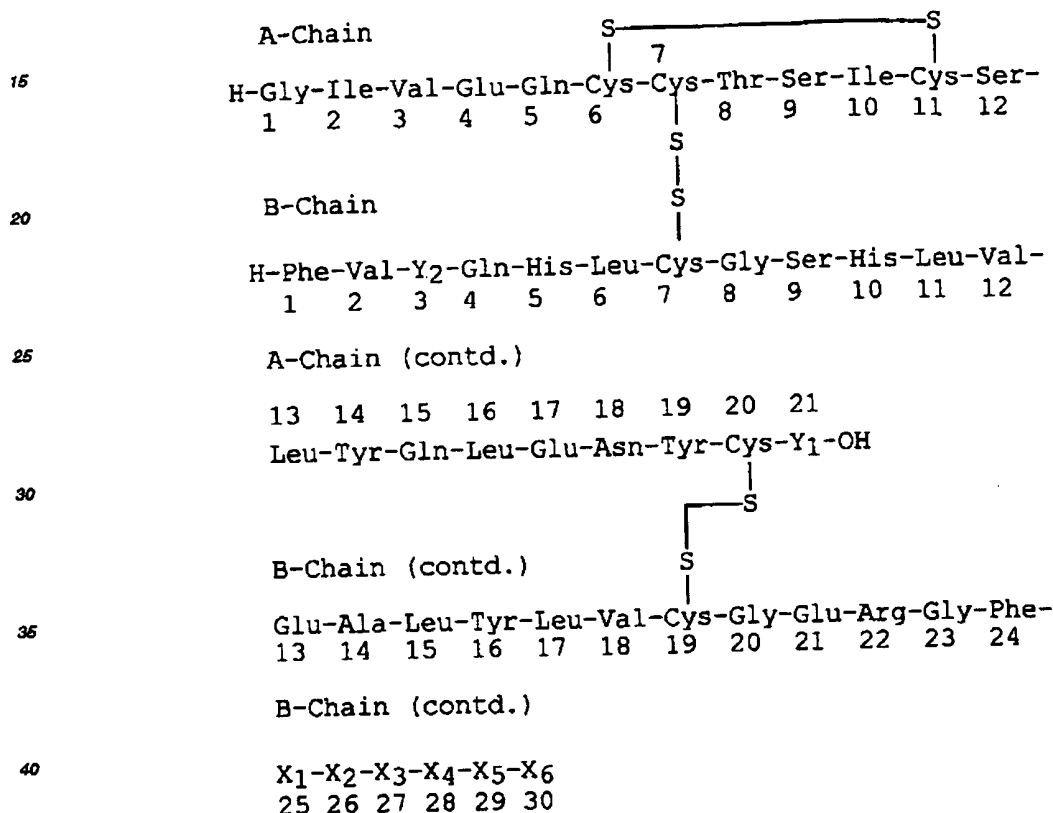 A-Chain
S S
7
15 H-Gly-Ile-Val-Glu-Gln-Cys-Cys-Thr-Ser-Ile-Cys-Ser-
1 2 3 4 5 6 8 9 10 11 12
S
S
B-Chain
20
H-Phe-Val-Y2-Gln-His-Leu-Cys-Gly-Ser-His-Leu-Val-
1 2 3 4 5 6 7 8 9 10 11 12
25 A-Chain (contd.)
13 14 15 16 17 18 19 20 21
Leu-Tyr-Gln-Leu-Glu-Asn-Tyr-Cys-Y1-OH
30 S
S
B-Chain (contd.)
35 Glu-Ala-Leu-Tyr-Leu-Val-Cys-Gly-Glu-Arg-Gly-Phe-
13 14 15 16 17 18 19 20 21 22 23 24
B-Chain (contd.)
40 X1-X2-X3-X4-X5-X6
25 26 27 28 29 30